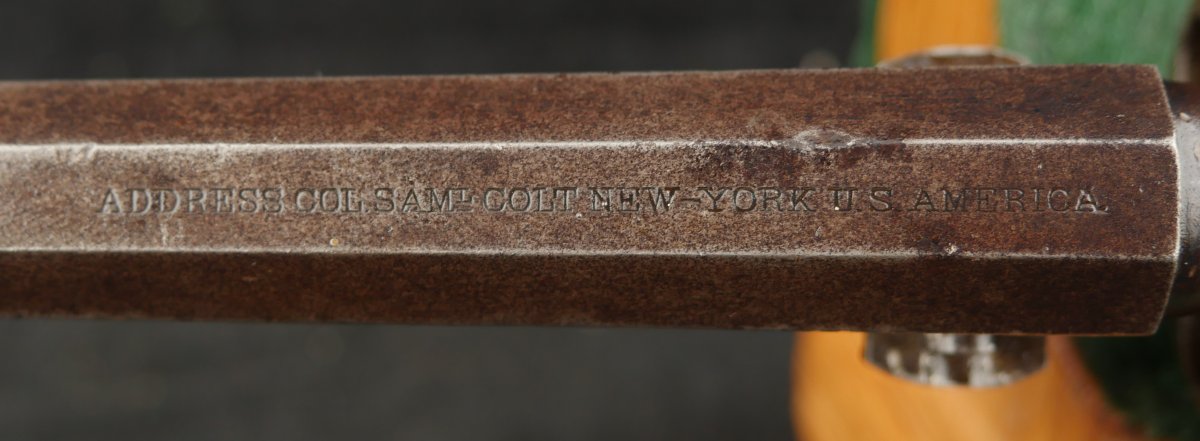 ADDRESS COL. SAMᴸ COLT NEW-YORK U.S. AMERICA.